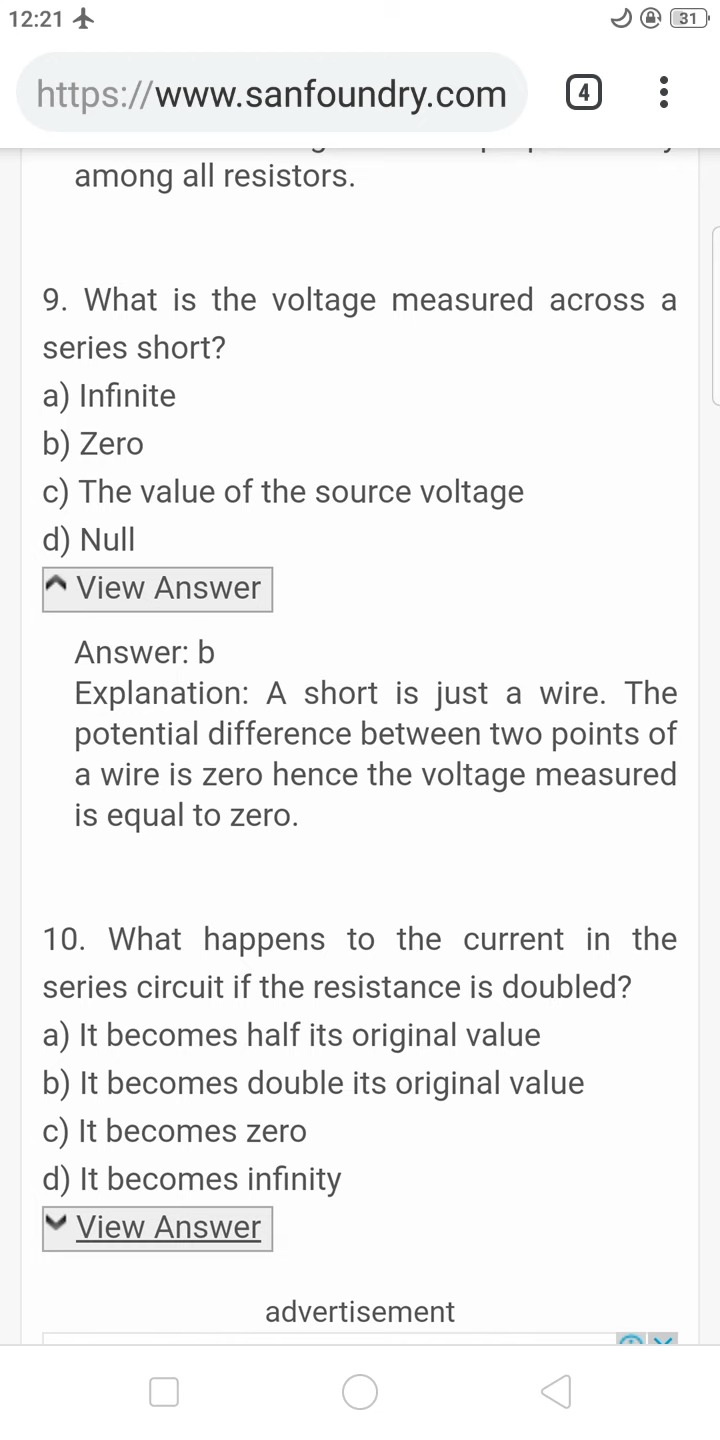 12:21
31
https://www.sanfoundry.com
4
among all resistors.
9. What is the voltage measured across a
series short?
a) Infinite
b) Zero
c) The value of the source voltage
d) Null
View Answer
Answer: b
Explanation: A short is just a wire. The
potential difference between two points of
a wire is zero hence the voltage measured
is equal to zero.
10. What happens to the current in the
series circuit if the resistance is doubled?
a) It becomes half its original value
b) It becomes double its original value
c) It becomes zero
d) It becomes infinity
View Answer
advertisement